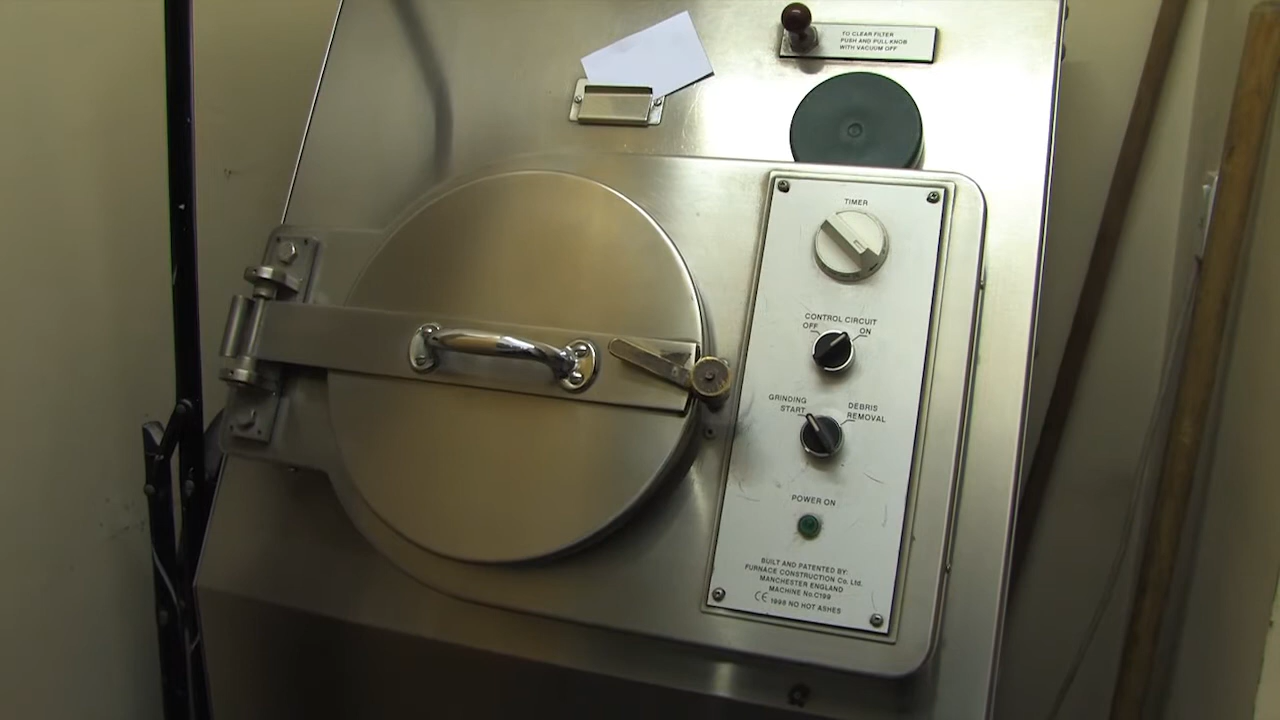 TO CLEAR FILTER
PUSH AND PULL KNOB
WITH VACUUM OFF
TIMER
CONTROL CIRCUIT
OFF ON
GRINDING START
DEBRIS REMOVAL
POWER ON
BUILT AND PATENTED BY:
FURNACE CONSTRUCTION Co. Ltd.
MANCHESTER ENGLAND
MACHINE No.C199
CE 1998 NO HOT ASHES